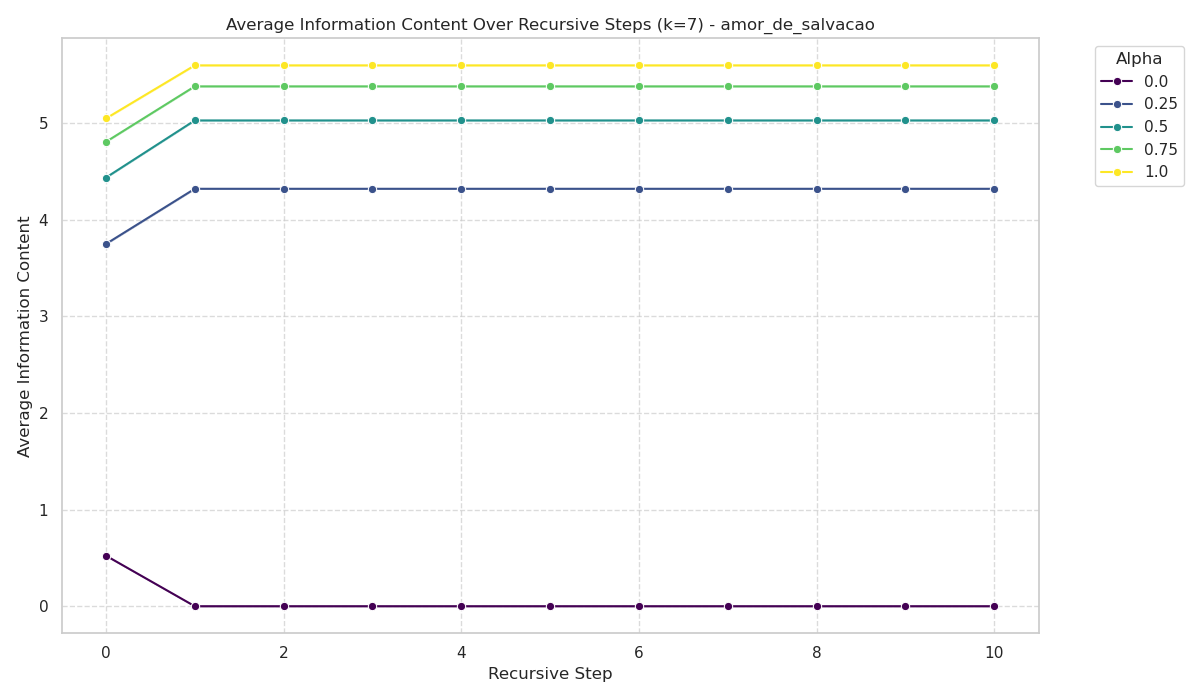 Average Information Content Over Recursive Steps (k=7) - amor_de_salvacao
Alpha
0.0
0.25
0.5
0.75
1.0
Average Information Content
5
4
3
2
1
0
0 2 4 6 8 10
Recursive Step